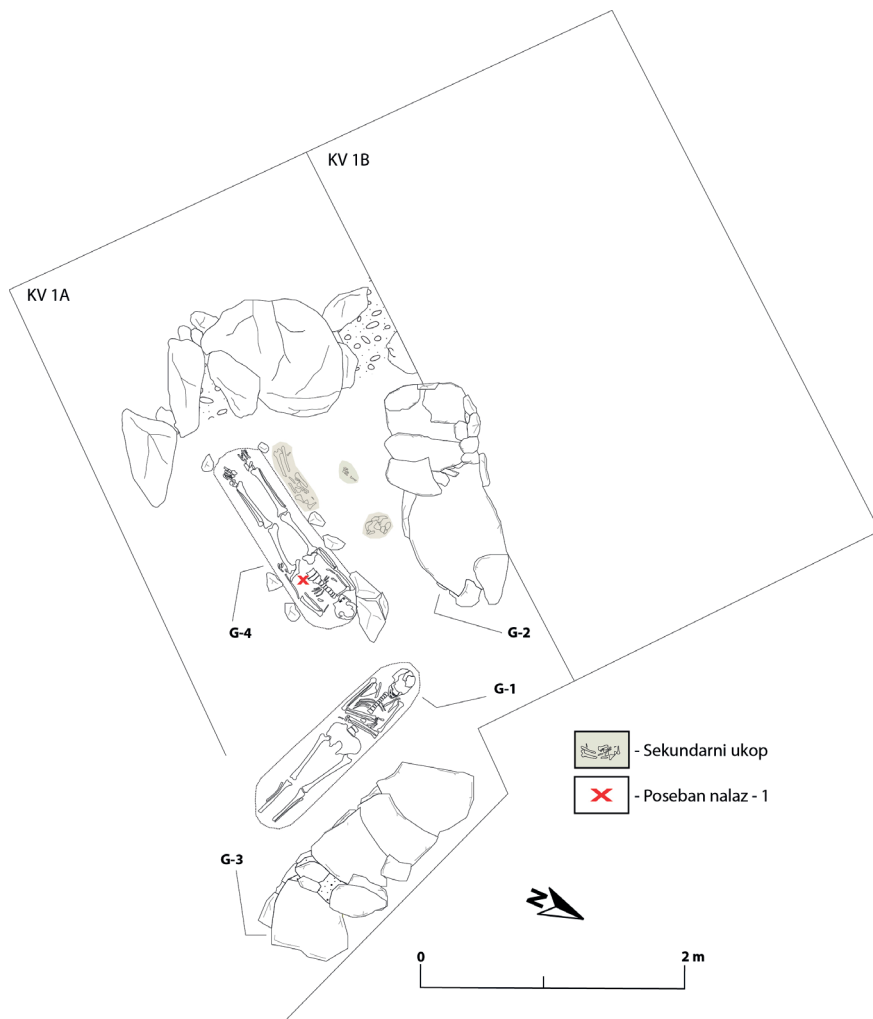 KV 1B
KV 1A
G-4
G-2
G-1
- Sekundarni ukop
- Poseban nalaz - 1
G-3
N
0
2 m